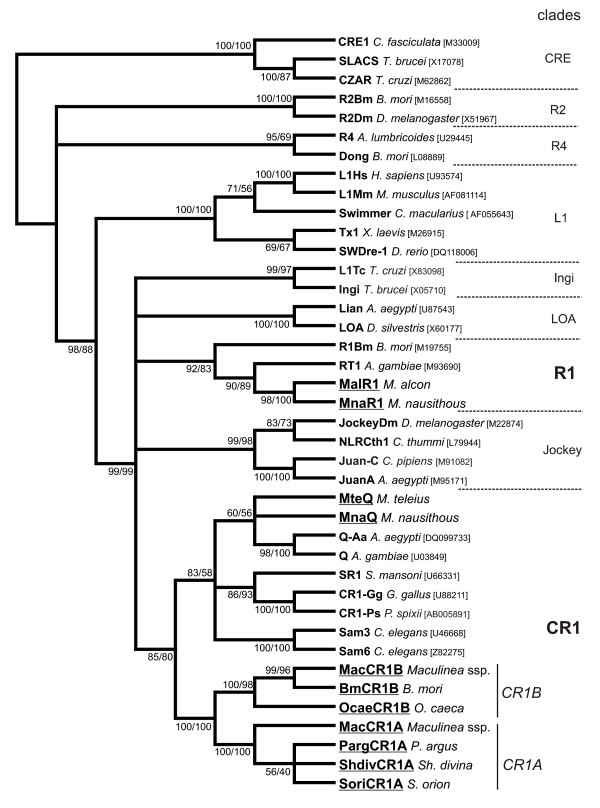 clades
CRE1 C. fasciculata [M33009]
100/100
SLACS T. brucei [X17078]
CRE
100/87
CZAR T. cruzi [M62862]
R2Bm B. mori [M16558]
100/100
R2
R2Dm D. melanogaster [X51967]
R4 A. lumbricoides [U29445]
95/69
R4
Dong B. mori [L08889]
L1Hs H. sapiens [U93574]
100/100
71/56
L1Mm M. musculus [AF081114]
100/100
Swimmer C. macularius [ AF055643]
L1
Tx1 X. laevis [M26915]
69/67
SWDre-1 D. rerio [DQ118006]
L1Tc T. cruzi [X83098]
99/97
Ingi
Ingi T. brucei [X05710]
Lian A. aegypti [U87543]
LOA
100/100
LOA D. silvestris [X60177]
98/88
R1Bm B. mori [M19755]
92/83
RT1 A. gambiae [M93690]
R1
90/89
MalR1 M. alcon
98/100
MnaR1 M. nausithous
JockeyDm D. melanogaster [M22874]
83/73
99/98
NLRCth1 C. thummi [L79944]
Jockey
99/99
Juan-C C. pipiens [M91082]
100/100
JuanA A. aegypti [M95171]
MteQ M. teleius
60/56
MnaQ M. nausithous
Q-Aa A. aegypti [DQ099733]
98/100
Q A. gambiae [U03849]
83/58
SR1 S. mansoni [U66331]
86/93
CR1-Gg G. gallus [U88211]
100/100
CR1-Ps P. spixii [AB005891]
CR1
Sam3 C. elegans [U46668]
100/100
Sam6 C. elegans [Z82275]
85/80
MacCR1B Maculinea ssp.
99/96
100/98
BmCR1B B. mori
CR1B
OcaeCR1B O. caeca
100/100
MacCR1A Maculinea ssp.
100/100
PargCR1A P. argus
ShdivCR1A Sh. divina
CR1A
56/40
SoriCR1A S. orion